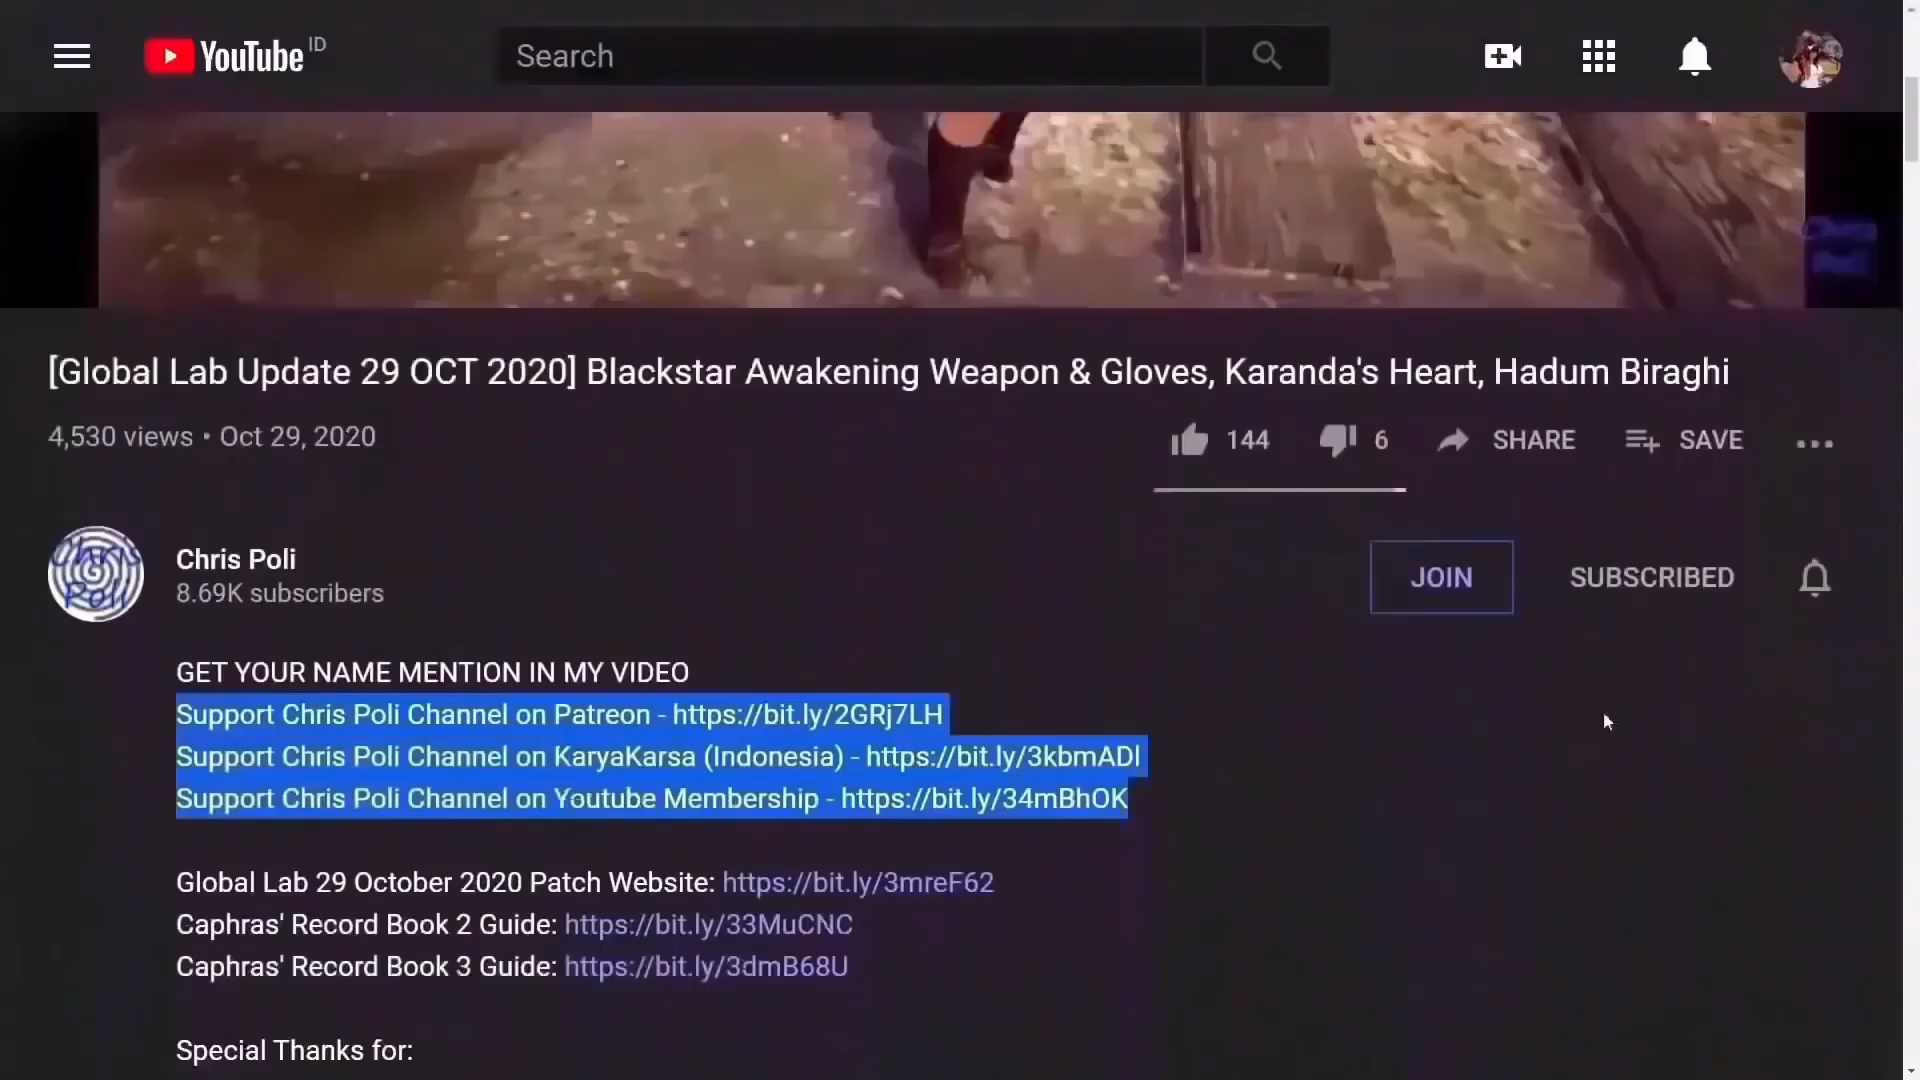 YouTube ID
Search
[Global Lab Update 29 OCT 2020] Blackstar Awakening Weapon & Gloves, Karanda's Heart, Hadum Biraghi
4,530 views • Oct 29, 2020
144 6 SHARE SAVE
Chris Poli
8.69K subscribers
JOIN SUBSCRIBED
GET YOUR NAME MENTION IN MY VIDEO
Support Chris Poli Channel on Patreon - https://bit.ly/2GRj7LH
Support Chris Poli Channel on KaryaKarsa (Indonesia) - https://bit.ly/3kbmADl
Support Chris Poli Channel on Youtube Membership - https://bit.ly/34mBhOK
Global Lab 29 October 2020 Patch Website: https://bit.ly/3mreF62
Caphras' Record Book 2 Guide: https://bit.ly/33MuCNC
Caphras' Record Book 3 Guide: https://bit.ly/3dmB68U
Special Thanks for:
Chris Poli
Chris Poli